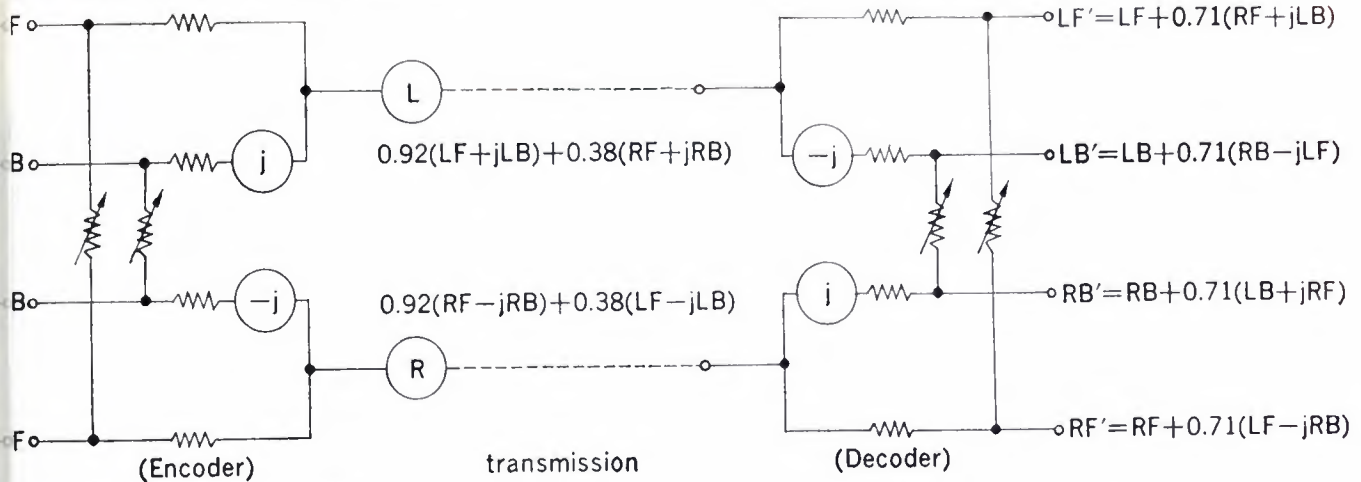 F
LF'=LF+0.71(RF+jLB)
L
B
j
0.92(LF+jLB)+0.38(RF+jRB)
-j
LB'=LB+0.71(RB-jLF)
B
-j
0.92(RF-jRB)+0.38(LF-jLB)
j
RB'=RB+0.71(LB+jRF)
R
F
RF'=RF+0.71(LF-jRB)
(Encoder)
transmission
(Decoder)